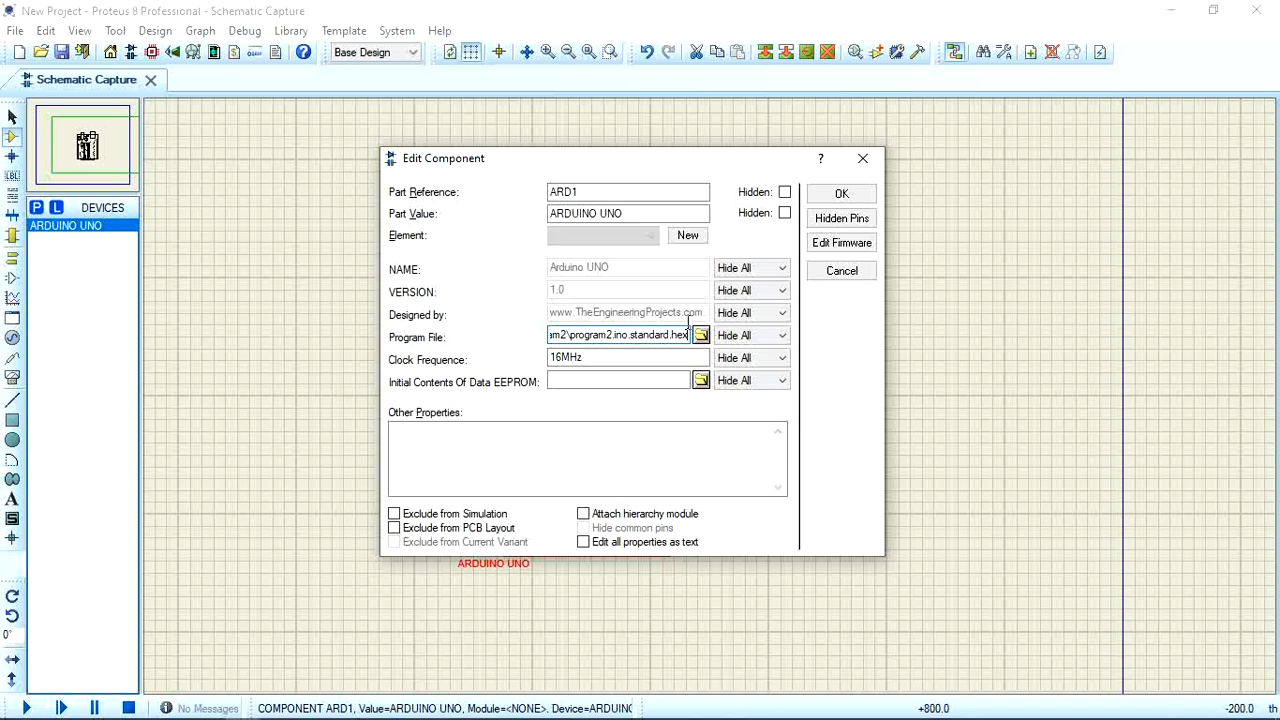 New Project - Proteus 8 Professional - Schematic Capture
File Edit View Tool Design Graph Debug Library Template System Help
Base Design
Schematic Capture
Edit Component
Part Reference: ARD1 Hidden: OK
Part Value: ARDUINO UNO Hidden: Hidden Pins
P L DEVICES
ARDUINO UNO
Element: New Edit Firmware
NAME: Arduino UNO Hide All Cancel
VERSION: 1.0 Hide All
Designed by: www.TheEngineeringProjects.com Hide All
Program File: am2\program2.ino.standard.hex Hide All
Clock Frequency: 16MHz Hide All
Initial Contents Of Data EEPROM: Hide All
Other Properties:
Exclude from Simulation Attach hierarchy module
Exclude from PCB Layout Hide common pins
Exclude from Current Variant Edit all properties as text
ARDUINO UNO
LBL
A
S
0°
No Messages COMPONENT ARD1, Value=ARDUINO UNO, Module=<NONE>. Device=ARDUINO +800.0 -200.0 th